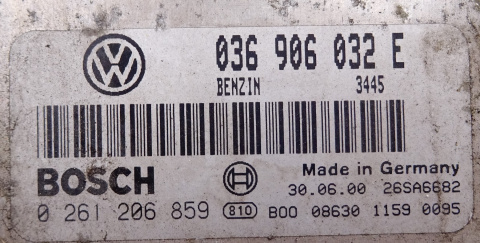 VW 036 906 032 E
BENZIN 3445
BOSCH Made in Germany
30.06.00 26SA6682
0 261 206 859 810 B00 08630 1159 0095